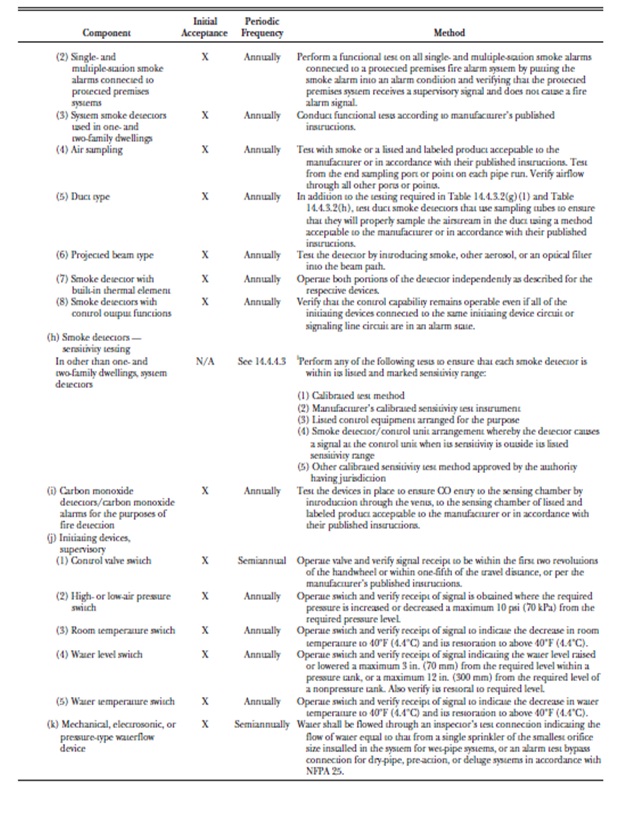 Component Initial Acceptance Periodic Frequency Method
(2) Single- and X Annually Perform a functional test on all single- and multiple-station smoke alarms
multiple-station smoke connected to a protected premises fire alarm system by putting the
alarms connected to smoke alarm into an alarm condition and verifying that the protected
protected premises premises system receives a supervisory signal and does not cause a fire
systems alarm signal.
(3) System smoke detectors X Annually Conduct functional tests according to manufacturer's published
used in one- and instructions.
two-family dwellings
(4) Air sampling X Annually Test with smoke or a listed and labeled product acceptable to the
manufacturer or in accordance with their published instructions. Test
from the end sampling port or point on each pipe run. Verify airflow
through all other ports or points.
(5) Duct type X Annually In addition to the testing required in Table 14.4.3.2(g)(1) and Table
14.4.3.2(h), test duct smoke detectors that use sampling tubes to ensure
that they will properly sample the airstream in the duct using a method
acceptable to the manufacturer or in accordance with their published
instructions.
(6) Projected beam type X Annually Test the detector by introducing smoke, other aerosol, or an optical filter
into the beam path.
(7) Smoke detector with X Annually Operate both portions of the detector independently as described for the
built-in thermal element respective devices.
(8) Smoke detectors with X Annually Verify that the control capability remains operable even if all of the
control output functions initiating devices connected to the same initiating device circuit or
signaling line circuit are in an alarm state.
(h) Smoke detectors —
sensitivity testing
In other than one- and N/A See 14.4.4.3 Perform any of the following tests to ensure that each smoke detector is
two-family dwellings, system within its listed and marked sensitivity range:
detectors
(1) Calibrated test method
(2) Manufacturer's calibrated sensitivity test instrument
(3) Listed control equipment arranged for the purpose
(4) Smoke detector/control unit arrangement whereby the detector causes
a signal at the control unit when its sensitivity is outside its listed
sensitivity range
(5) Other calibrated sensitivity test method approved by the authority
having jurisdiction
(i) Carbon monoxide X Annually Test the devices in place to ensure CO entry to the sensing chamber by
detectors/carbon monoxide introduction through the vents, to the sensing chamber of listed and
alarms for the purposes of labeled product acceptable to the manufacturer or in accordance with
fire detection their published instructions.
(j) Initiating devices,
supervisory
(1) Control valve switch X Semiannual Operate valve and verify signal receipt to be within the first two revolutions
of the handwheel or within one-fifth of the travel distance, or per the
manufacturer's published instructions.
(2) High- or low-air pressure X Annually Operate switch and verify receipt of signal is obtained where the required
switch pressure is increased or decreased a maximum 10 psi (70 kPa) from the
required pressure level.
(3) Room temperature switch X Annually Operate switch and verify receipt of signal to indicate the decrease in room
temperature to 40°F (4.4°C) and its restoration to above 40°F (4.4°C).
(4) Water level switch X Annually Operate switch and verify receipt of signal indicating the water level raised
or lowered a maximum 3 in. (70 mm) from the required level within a
pressure tank, or a maximum 12 in. (300 mm) from the required level of
a nonpressure tank. Also verify its restoral to required level.
(5) Water temperature switch X Annually Operate switch and verify receipt of signal to indicate the decrease in water
temperature to 40°F (4.4°C) and its restoration to above 40°F (4.4°C).
(k) Mechanical, electrosonic, or X Semiannually Water shall be flowed through an inspector's test connection indicating the
pressure-type waterflow flow of water equal to that from a single sprinkler of the smallest orifice
device size installed in the system for wet-pipe systems, or an alarm test bypass
connection for dry-pipe, pre-action, or deluge systems in accordance with
NFPA 25.